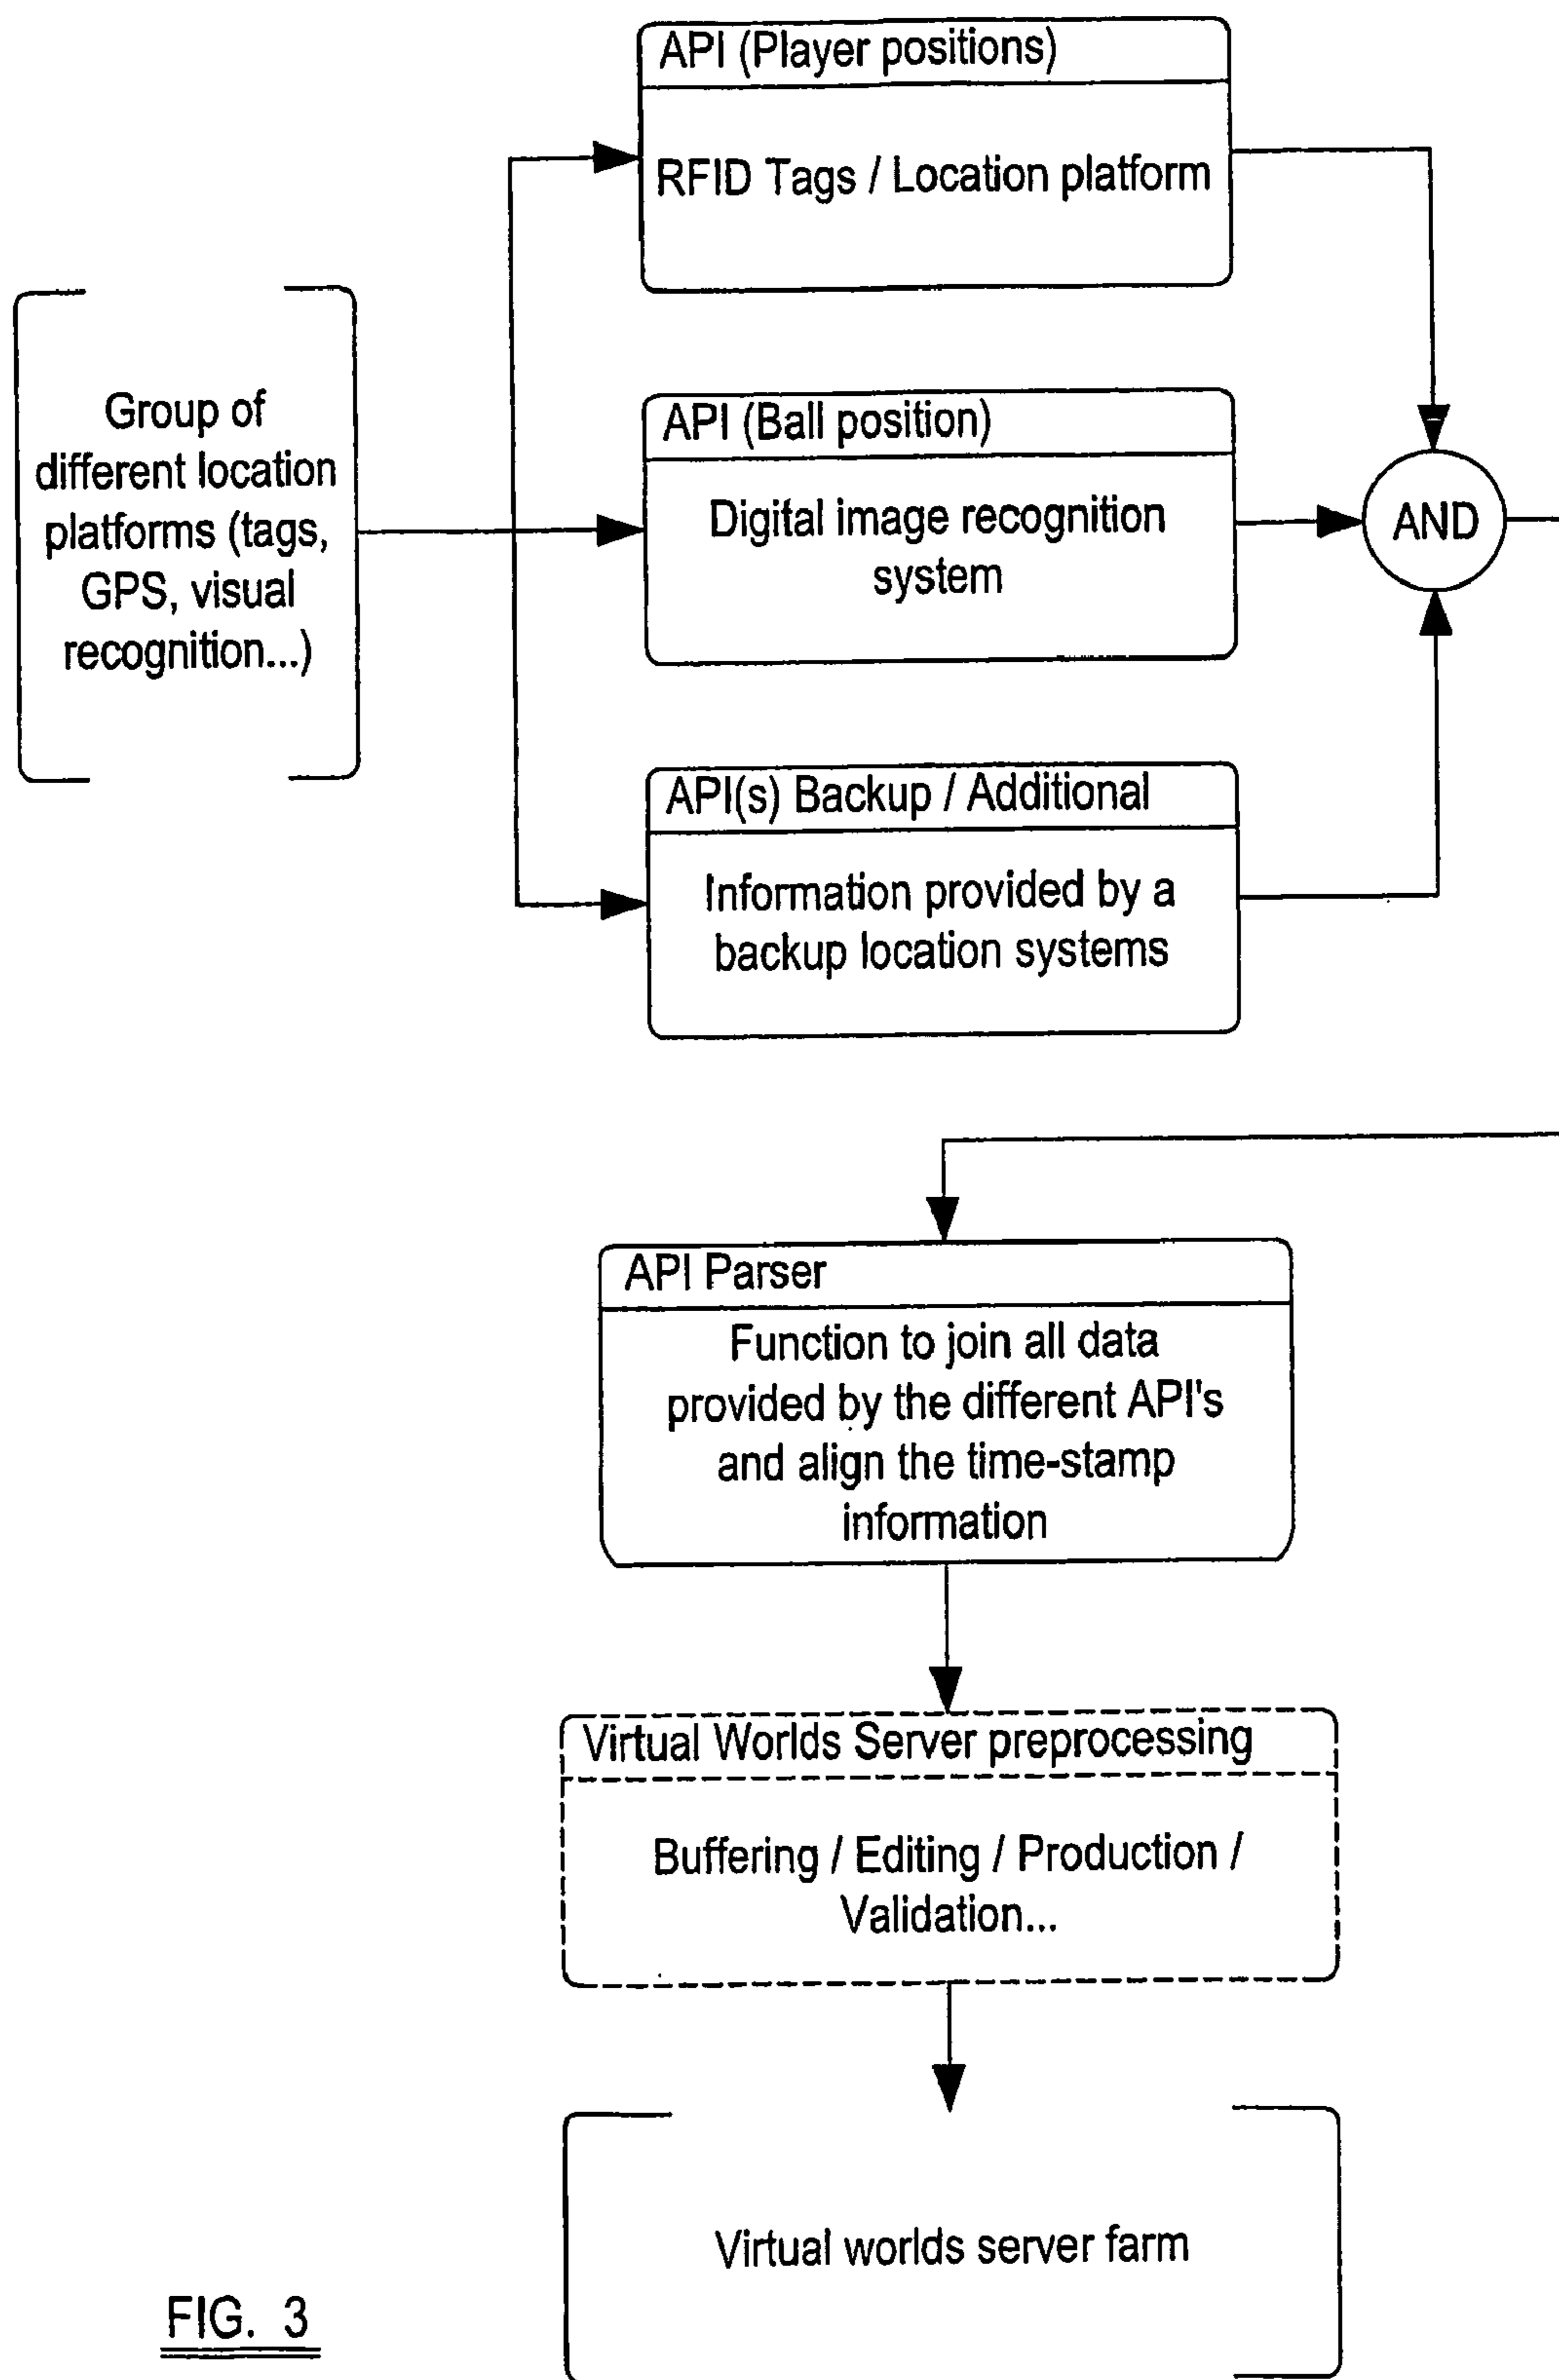 API (Player positions)
RFID Tags / Location platform
Group of
different location
platforms (tags,
GPS, visual
recognition...)
API (Ball position)
Digital image recognition
system
AND
API(s) Backup / Additional
Information provided by a
backup location systems
API Parser
Function to join all data
provided by the different API's
and align the time-stamp
information
Virtual Worlds Server preprocessing
Buffering / Editing / Production /
Validation...
Virtual worlds server farm
FIG. 3